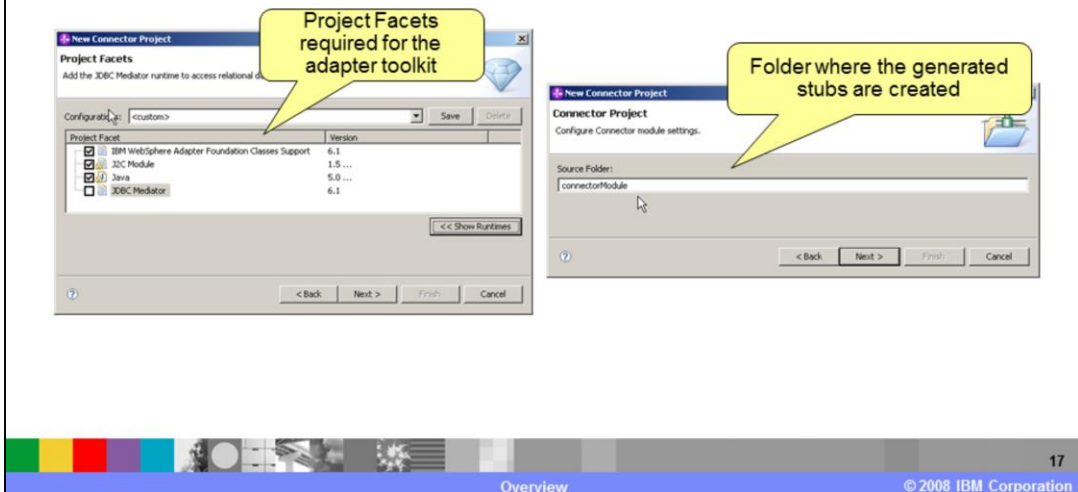 Project Facets
required for the
adapter toolkit
New Connector Project
Project Facets
Add the JDBC Mediator runtime to access relational
Configurations: <custom>
Save
Delete
Project Facet
Version
IBM WebSphere Adapter Foundation Classes Support 6.1
J2C Module 1.5 ...
Java 5.0 ...
JDBC Mediator 6.1
<< Show Runtimes
< Back
Next >
Finish
Cancel
Folder where the generated
stubs are created
New Connector Project
Connector Project
Configure Connector module settings.
Source Folder:
connectorModule
< Back
Next >
Finish
Cancel
17
Overview
© 2008 IBM Corporation